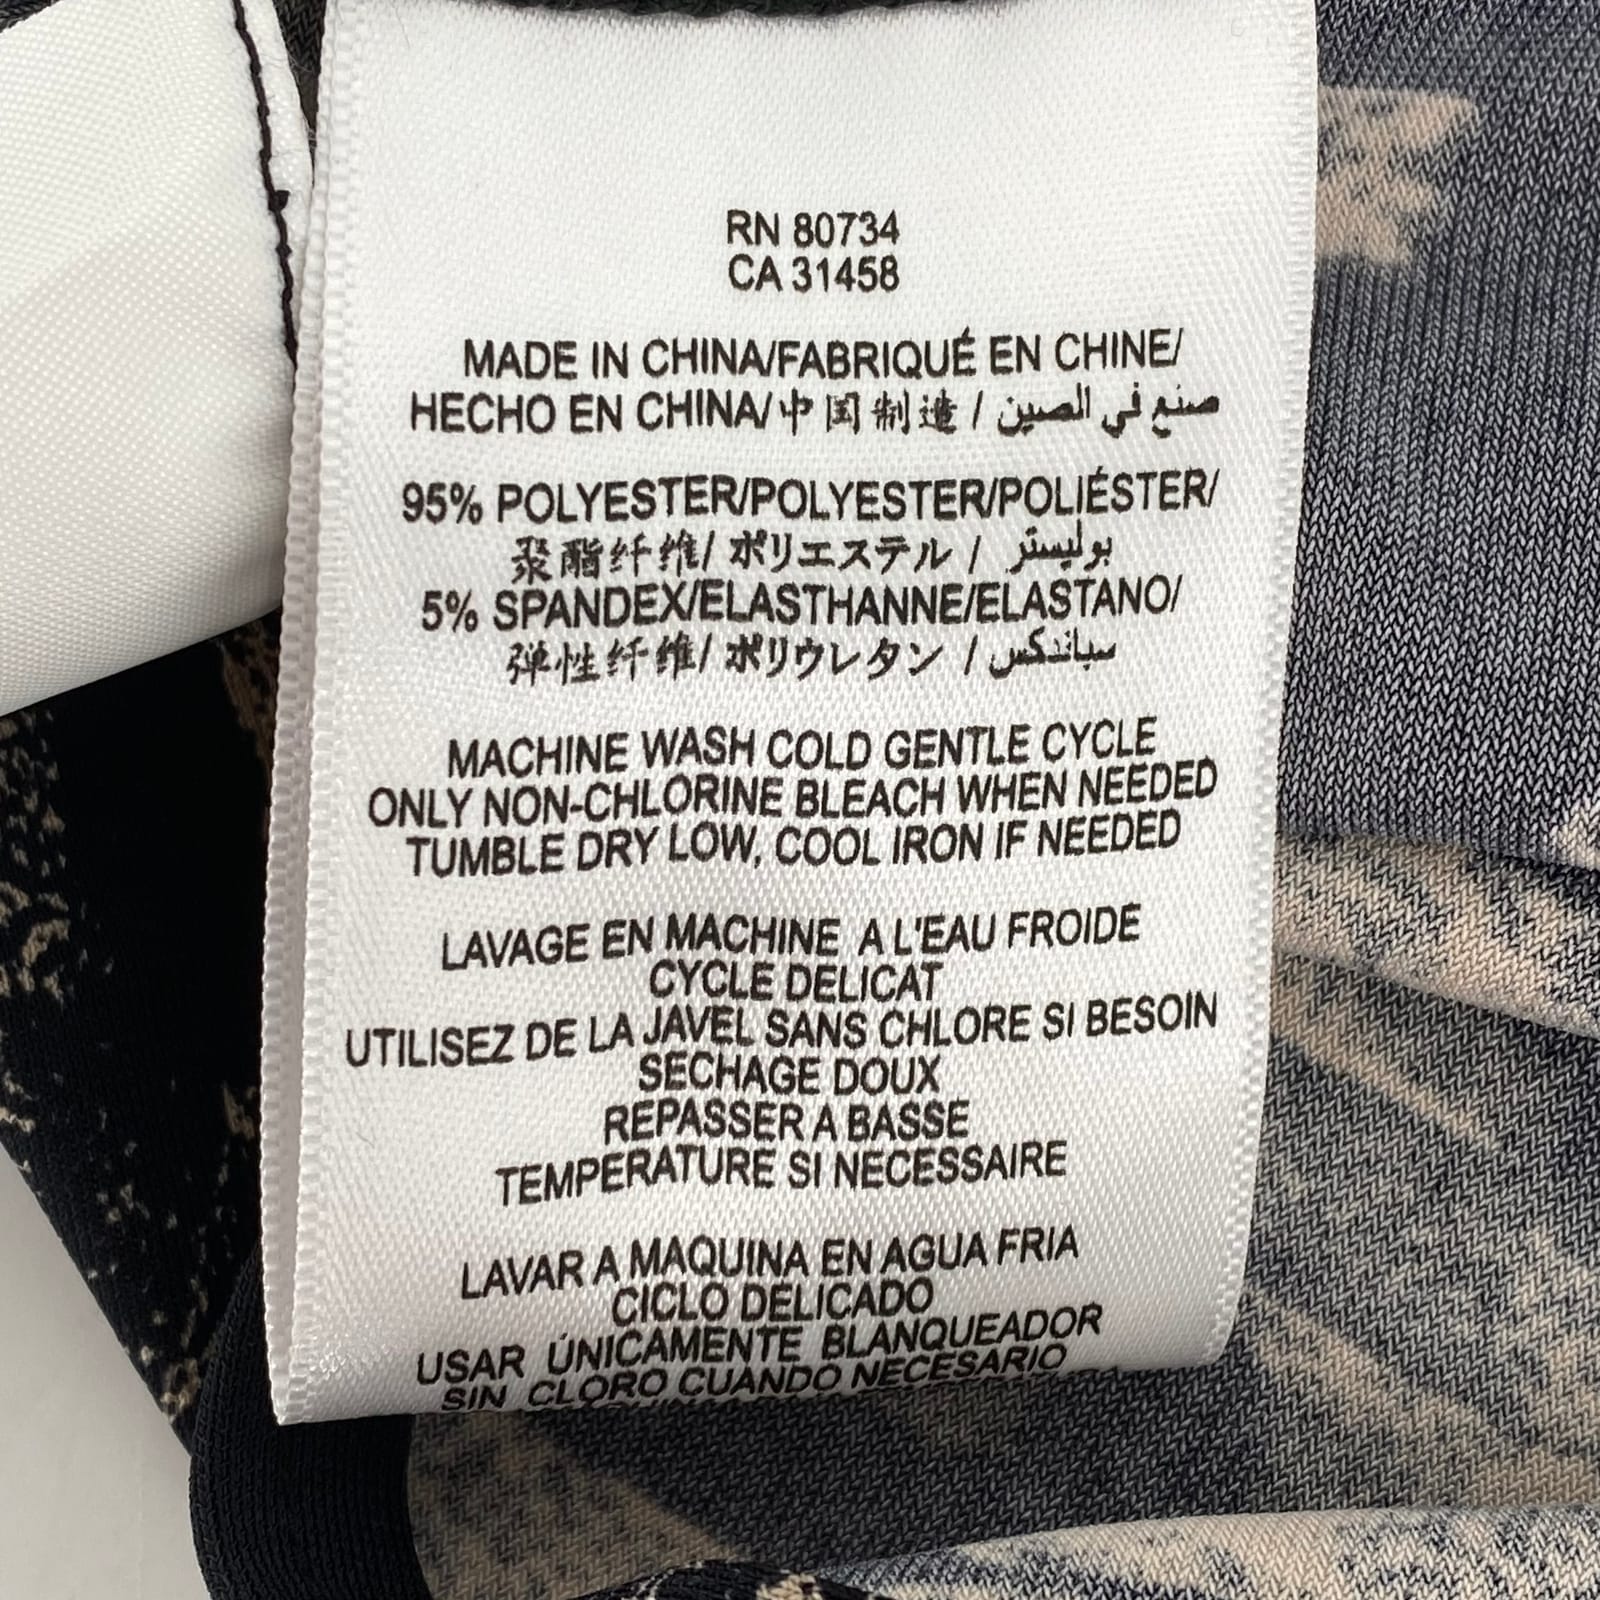 RN 80734
CA 31458
MADE IN CHINA/FABRIQUÉ EN CHINE/
HECHO EN CHINA/中国制造 / صنع في الصين
95% POLYESTER/POLYESTER/POLIÉSTER/
聚酯纤维/ ポリエステル / بوليستر
5% SPANDEX/ELASTHANNE/ELASTANO/
弹性纤维/ ポリウレタン / سباندكس
MACHINE WASH COLD GENTLE CYCLE
ONLY NON-CHLORINE BLEACH WHEN NEEDED
TUMBLE DRY LOW, COOL IRON IF NEEDED
LAVAGE EN MACHINE A L'EAU FROIDE
CYCLE DELICAT
UTILISEZ DE LA JAVEL SANS CHLORE SI BESOIN
SECHAGE DOUX
REPASSER A BASSE
TEMPERATURE SI NECESSAIRE
LAVAR A MAQUINA EN AGUA FRIA
CICLO DELICADO
USAR ÚNICAMENTE BLANQUEADOR
SIN CLORO CUANDO NECESARIO